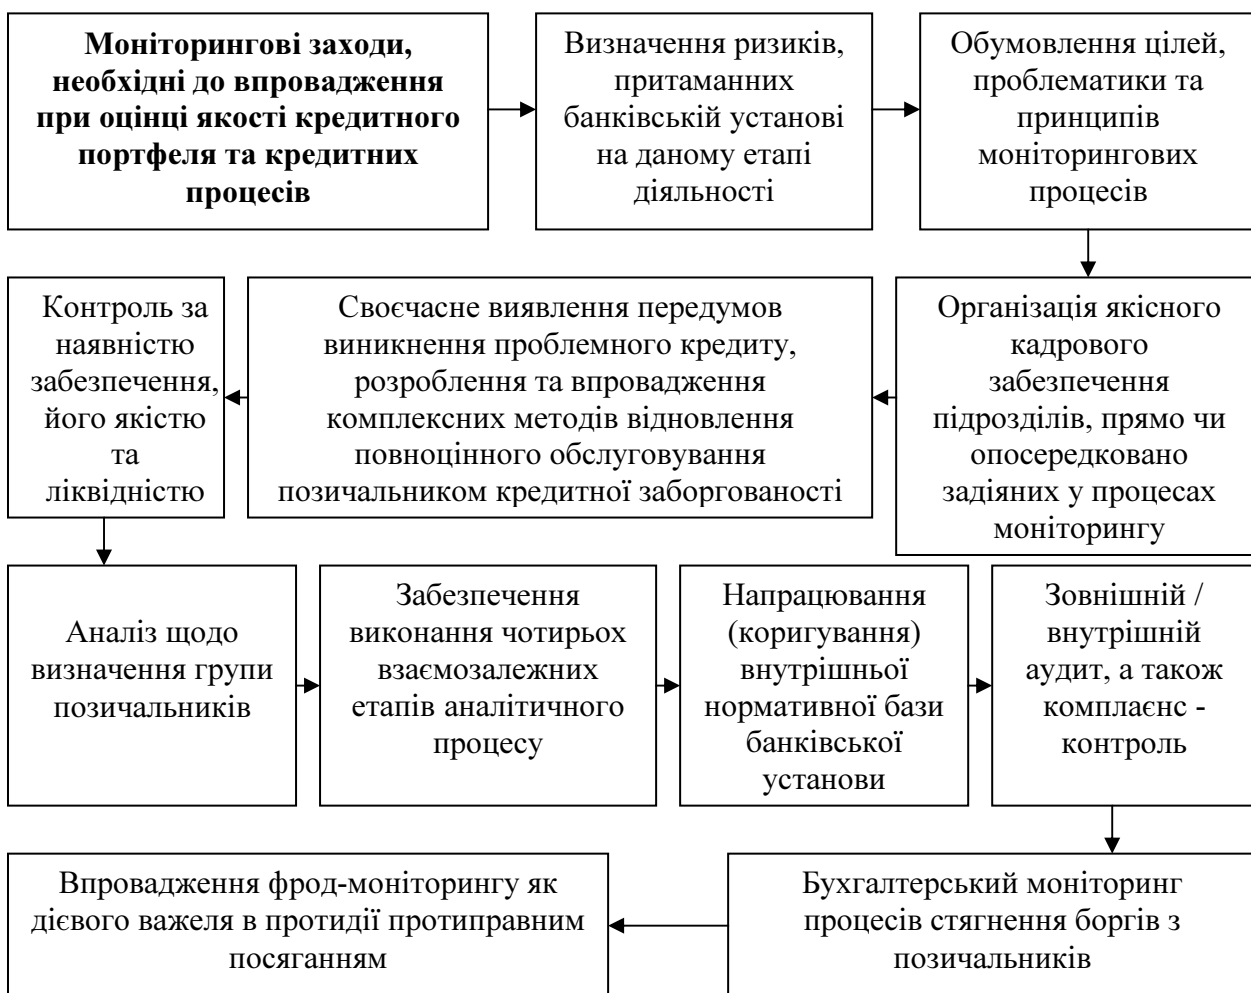 Моніторингові заходи,
необхідні до впровадження
при оцінці якості кредитного
портфеля та кредитних
процесів
Визначення ризиків,
притаманних
банківській установі
на даному етапі
діяльності
Обумовлення цілей,
проблематики та
принципів
моніторингових
процесів
Організація якісного
кадрового
забезпечення
підрозділів, прямо чи
опосередковано
задіяних у процесах
моніторингу
Своєчасне виявлення передумов
виникнення проблемного кредиту,
розроблення та впровадження
комплексних методів відновлення
повноцінного обслуговування
позичальником кредитної заборгованості
Контроль за
наявністю
забезпечення,
його якістю
та
ліквідністю
Аналіз щодо
визначення групи
позичальників
Забезпечення
виконання чотирьох
взаємозалежних
етапів аналітичного
процесу
Напрацювання
(коригування)
внутрішньої
нормативної бази
банківської
установи
Зовнішній /
внутрішній
аудит, а також
комплаєнс -
контроль
Бухгалтерський моніторинг
процесів стягнення боргів з
позичальників
Впровадження фрод-моніторингу як
дієвого важеля в протидії протиправним
посяганням